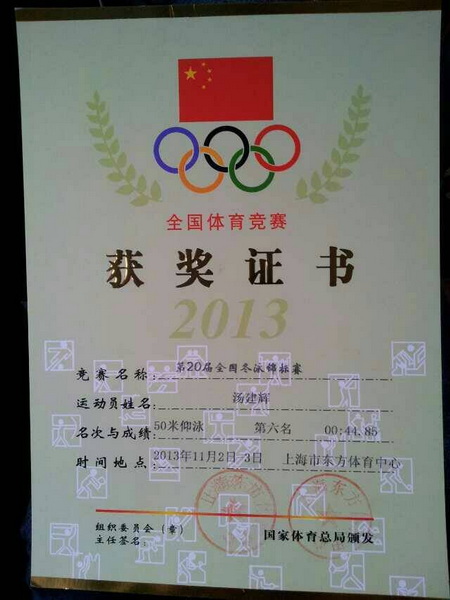 全国体育竞赛
获奖证书
2013
竞赛名称: 第20届全国冬泳锦标赛
运动员姓名: 汤建辉
名次与成绩: 50米仰泳 第六名 00:44.85
时间地点: 2013年11月2日-3日 上海市东方体育中心
组织委员会(章)
主任签名: 国家体育总局颁发